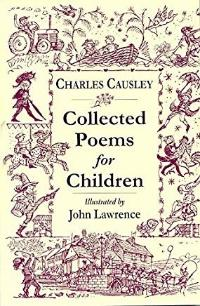 CHARLES CAUSLEY
Collected Poems
for
Children
Illustrated by
John Lawrence